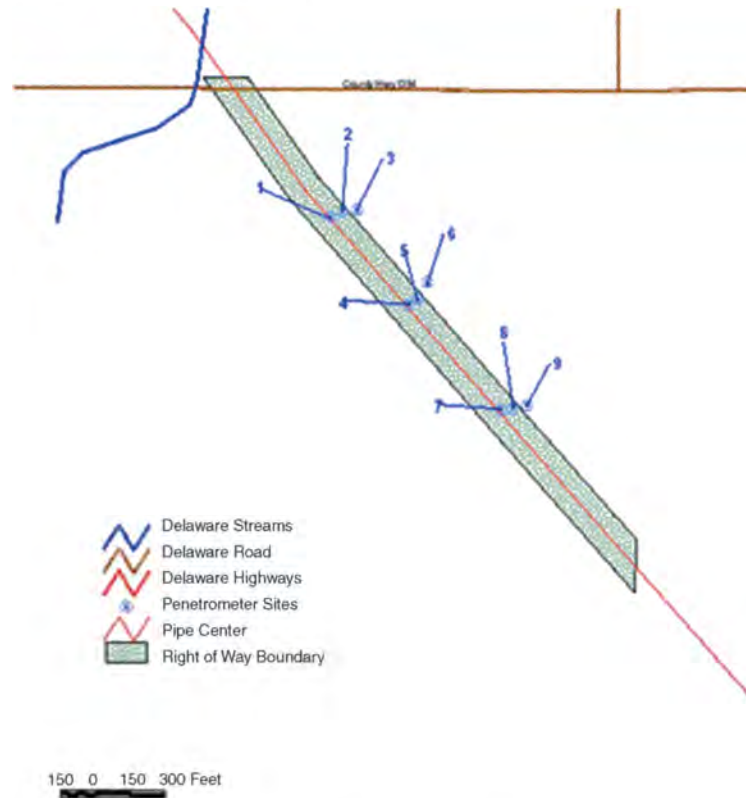 2
3
1
6
5
4
8
9
7
Delaware Streams
Delaware Road
Delaware Highways
Penetrometer Sites
Pipe Center
Right of Way Boundary
150 0 150 300 Feet